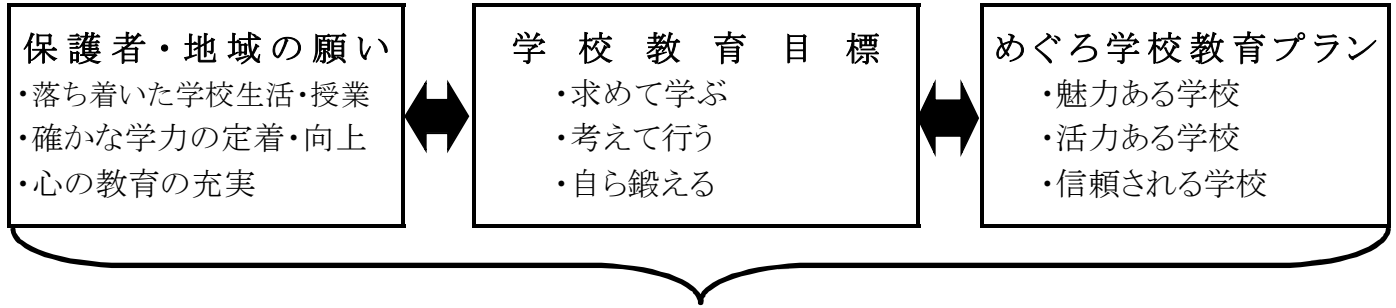 保護者・地域の願い
・落ち着いた学校生活・授業
・確かな学力の定着・向上
・心の教育の充実
学校教育目標
・求めて学ぶ
・考えて行う
・自ら鍛える
めぐろ学校教育プラン
・魅力ある学校
・活力ある学校
・信頼される学校